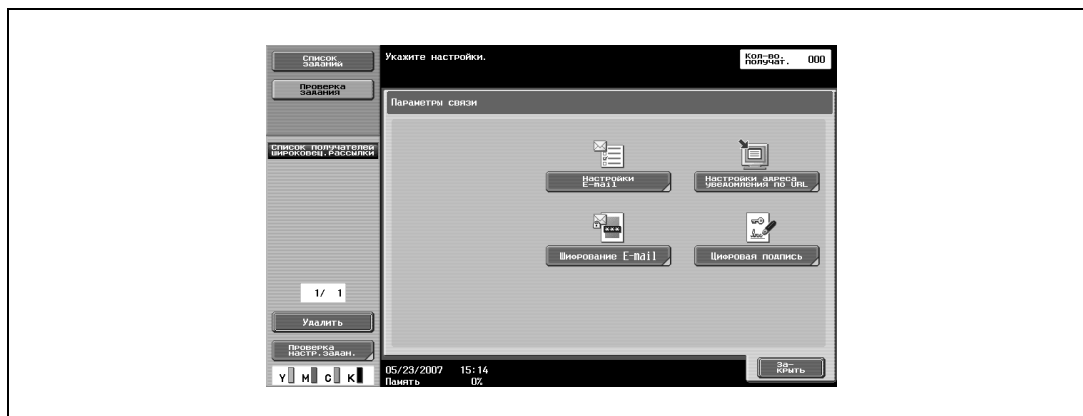 Список
заданий
Проверка
задания
Список получателей
широковещ.рассылки
1/ 1
Удалить
Проверка
настр.задан.
Y M C K
Укажите настройки.
Кол-во.
получат. 000
Параметры связи
Настройки
E-mail
Настройки адреса
уведомления по URL
Шифрование E-mail
Цифровая подпись
05/23/2007 15:14
Память 0%
За-
крыть